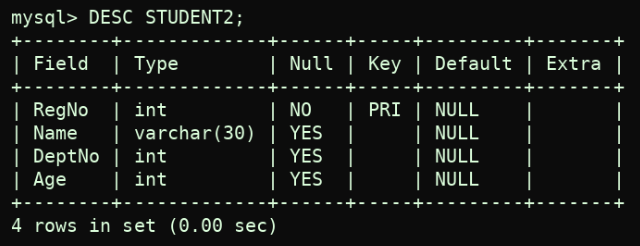 mysql> DESC STUDENT2;
+--------+-------------+------+-----+---------+-------+
| Field  | Type        | Null | Key | Default | Extra |
+--------+-------------+------+-----+---------+-------+
| RegNo  | int         | NO   | PRI | NULL    |       |
| Name   | varchar(30) | YES  |     | NULL    |       |
| DeptNo | int         | YES  |     | NULL    |       |
| Age    | int         | YES  |     | NULL    |       |
+--------+-------------+------+-----+---------+-------+
4 rows in set (0.00 sec)